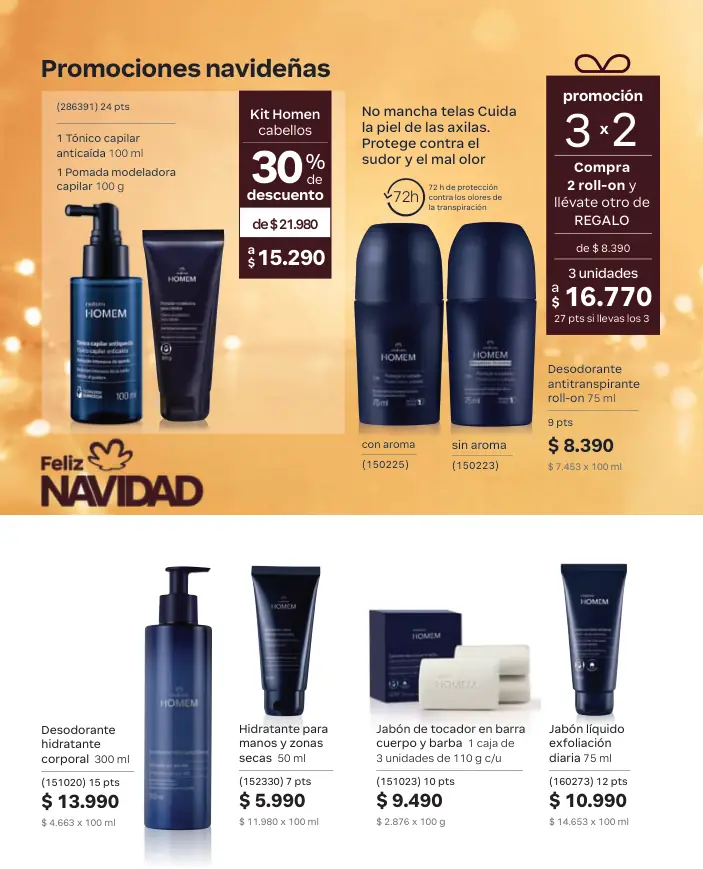 Promociones navideñas
(286391) 24 pts
1 Tónico capilar
anticaída 100 ml
1 Pomada modeladora
capilar 100 g
Kit Homen
cabellos
30% de
descuento
de $ 21.980
a $ 15.290
HOMEM
100 ml
HOMEM
No mancha telas Cuida
la piel de las axilas.
Protege contra el
sudor y el mal olor
72h
72 h de protección
contra los olores de
la transpiración
HOMEM
75 ml
HOMEM
75 ml
con aroma
(150225)
sin aroma
(150223)
promoción
3 x 2
Compra
2 roll-on y
llévate otro de
REGALO
de $ 8.390
3 unidades
a $ 16.770
27 pts si llevas los 3
Desodorante
antitranspirante
roll-on 75 ml
9 pts
$ 8.390
$ 7.453 x 100 ml
Feliz
NAVIDAD
HOMEM
Desodorante
hidratante
corporal 300 ml
(151020) 15 pts
$ 13.990
$ 4.663 x 100 ml
HOMEM
Hidratante para
manos y zonas
secas 50 ml
(152330) 7 pts
$ 5.990
$ 11.980 x 100 ml
HOMEM
HOMEM
Jabón de tocador en barra
cuerpo y barba 1 caja de
3 unidades de 110 g c/u
(151023) 10 pts
$ 9.490
$ 2.876 x 100 g
HOMEM
Jabón líquido
exfoliación
diaria 75 ml
(160273) 12 pts
$ 10.990
$ 14.653 x 100 ml